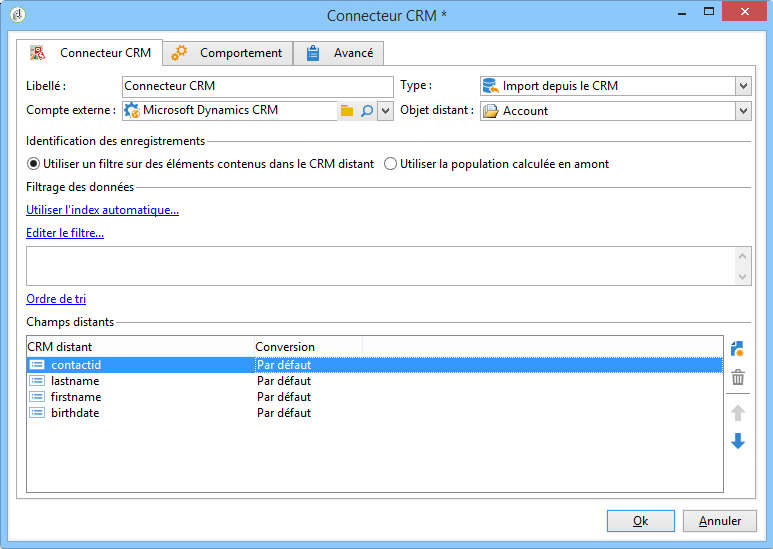 Connecteur CRM *
Connecteur CRM Comportement Avancé
Libellé : Connecteur CRM Type : Import depuis le CRM
Compte externe : Microsoft Dynamics CRM Objet distant : Account
Identification des enregistrements
Utiliser un filtre sur des éléments contenus dans le CRM distant Utiliser la population calculée en amont
Filtrage des données
Utiliser l'index automatique...
Editer le filtre...
Ordre de tri
Champs distants
CRM distant Conversion
contactid Par défaut
lastname Par défaut
firstname Par défaut
birthdate Par défaut
Ok Annuler